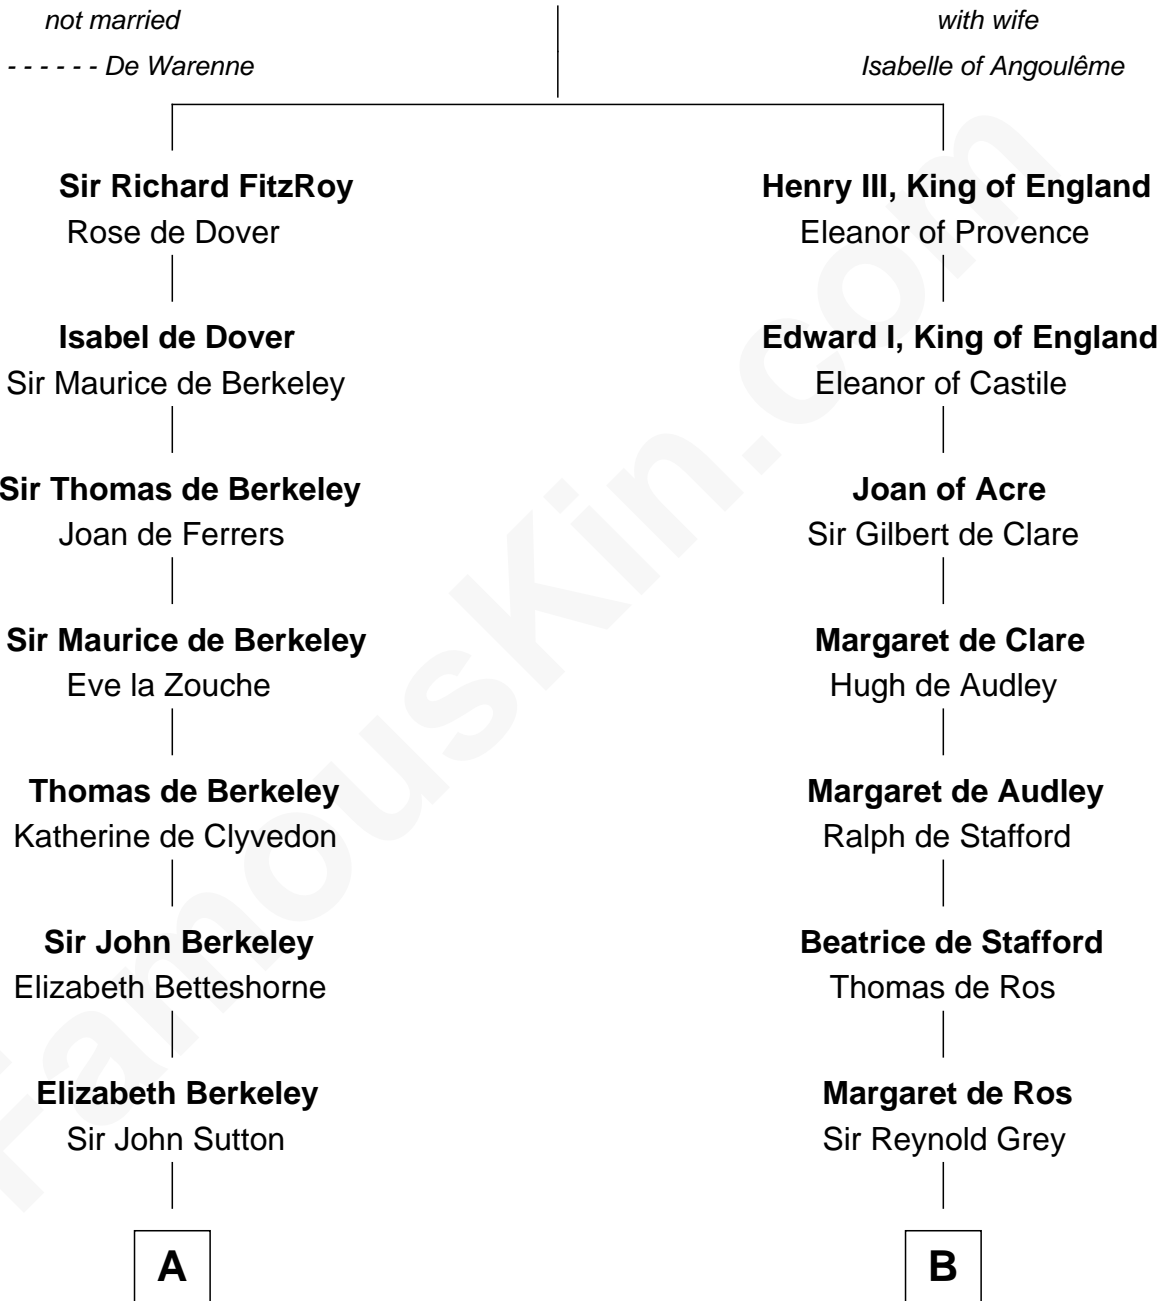 not married
with wife
- - - - - - De Warenne
Isabelle of Angoulême
Sir Richard FitzRoy
Rose de Dover
Henry III, King of England
Eleanor of Provence
Isabel de Dover
Sir Maurice de Berkeley
Edward I, King of England
Eleanor of Castile
Sir Thomas de Berkeley
Joan de Ferrers
Joan of Acre
Sir Gilbert de Clare
Sir Maurice de Berkeley
Eve la Zouche
Margaret de Clare
Hugh de Audley
Thomas de Berkeley
Katherine de Clyvedon
Margaret de Audley
Ralph de Stafford
Sir John Berkeley
Elizabeth Betteshorne
Beatrice de Stafford
Thomas de Ros
Elizabeth Berkeley
Sir John Sutton
Margaret de Ros
Sir Reynold Grey
A
B
FamousKin.com